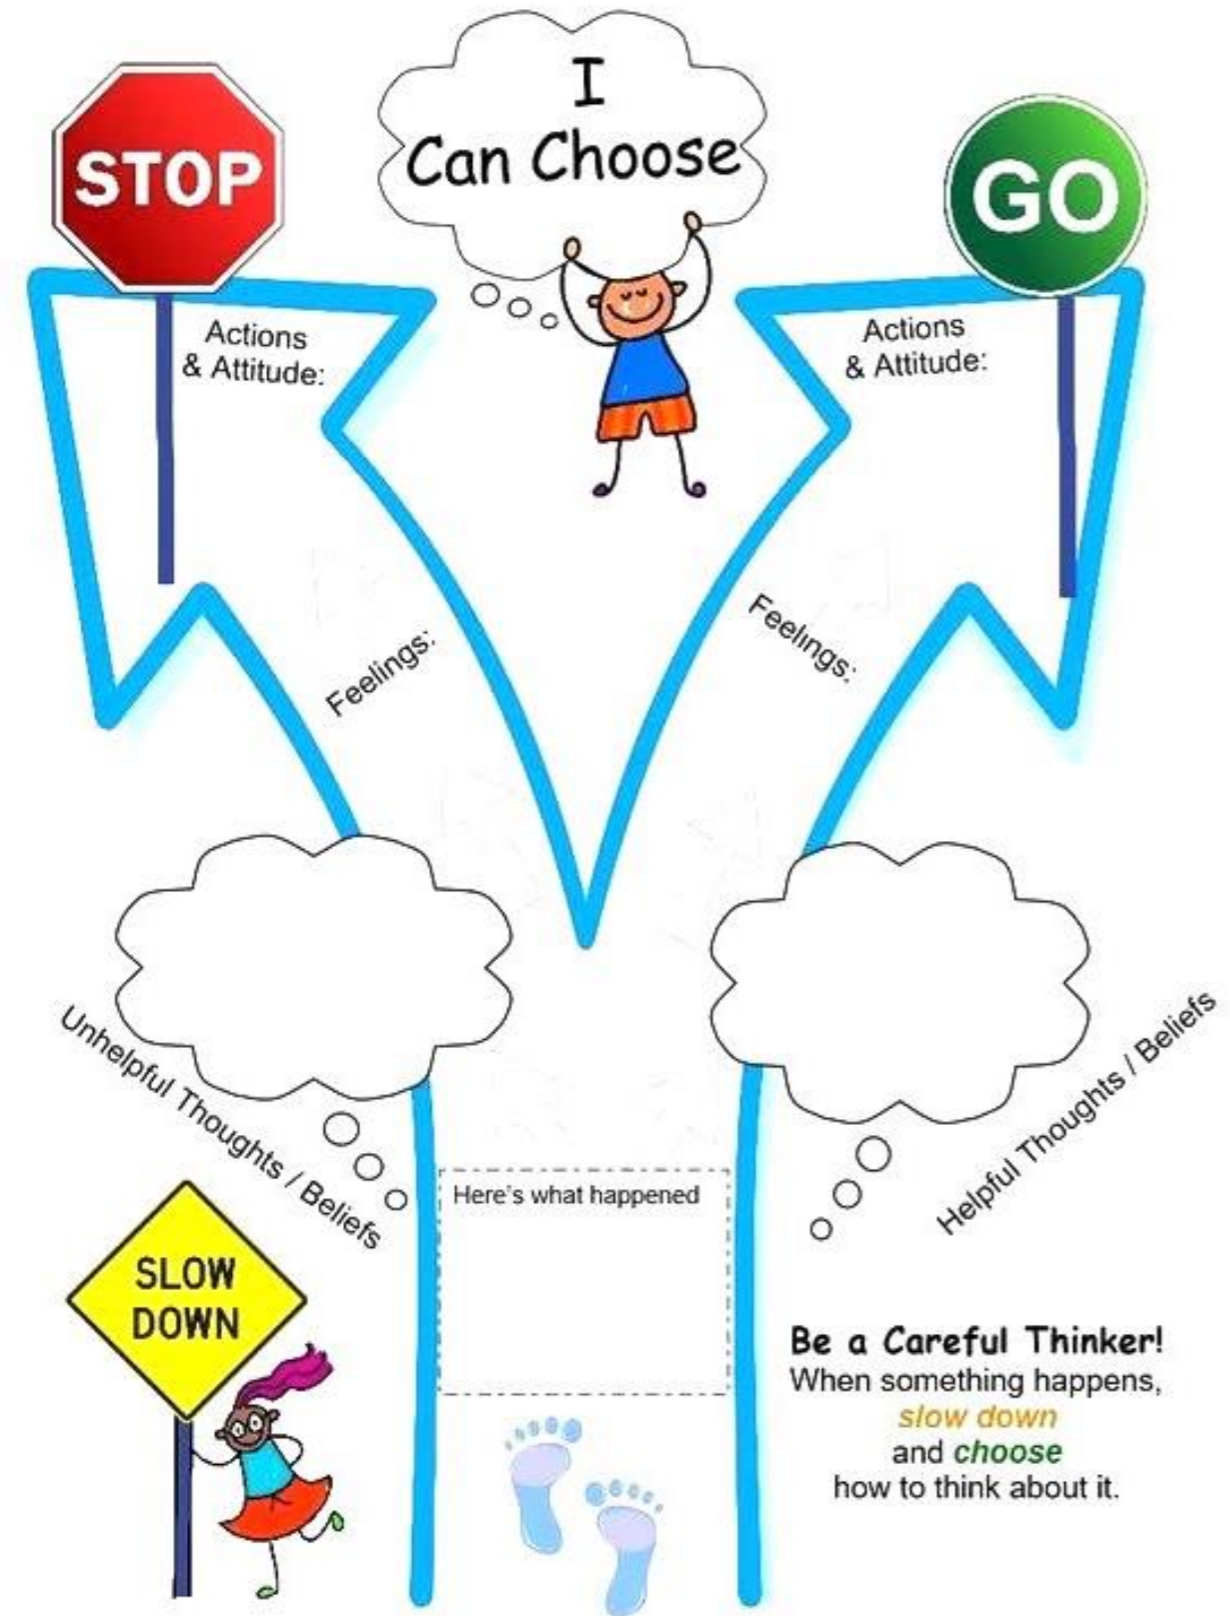 I
Can Choose
STOP
GO
Actions
& Attitude:
Actions
& Attitude:
Feelings:
Feelings:
Unhelpful Thoughts / Beliefs
Helpful Thoughts / Beliefs
Here's what happened
SLOW
DOWN
Be a Careful Thinker!
When something happens,
slow down
and choose
how to think about it.